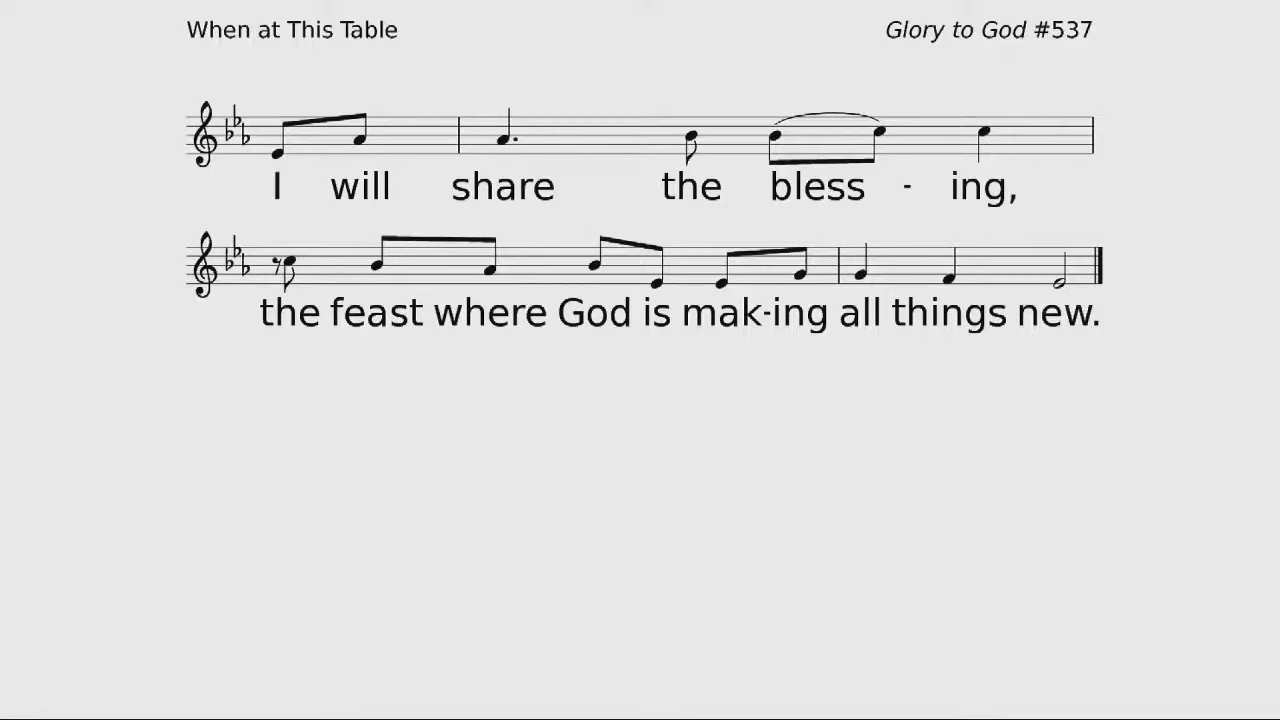 When at This Table Glory to God #537
I will share the bless - ing,
the feast where God is mak-ing all things new.